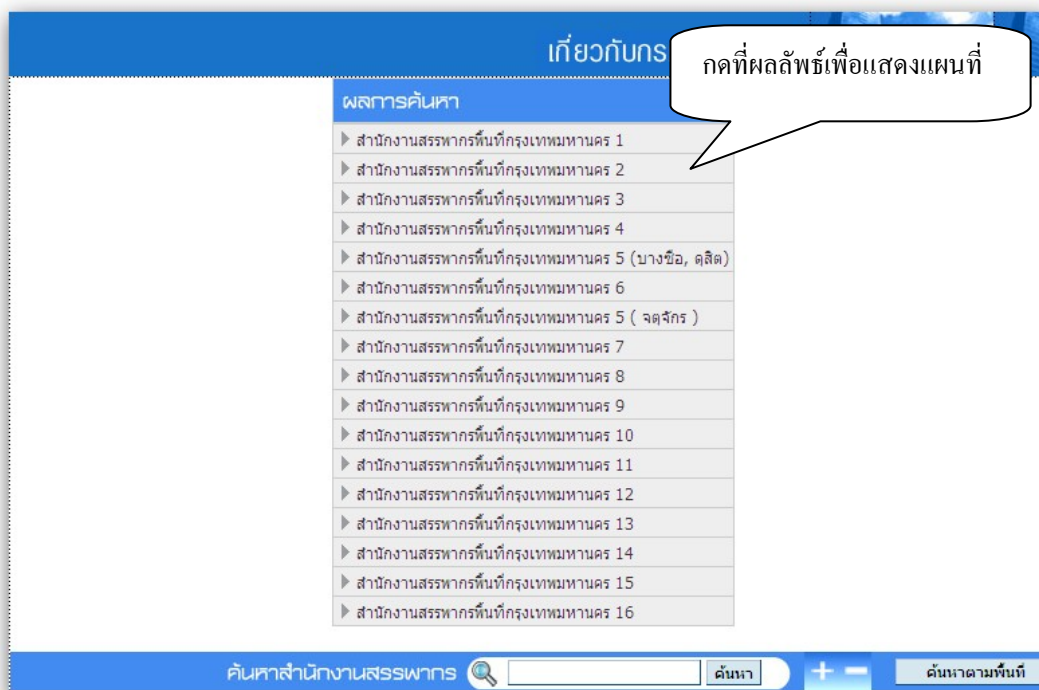 เกี่ยวกับกร
กดที่ผลลัพธ์เพื่อแสดงแผนที่
ผลการค้นหา
สำนักงานสรรพากรพื้นที่กรุงเทพมหานคร 1
สำนักงานสรรพากรพื้นที่กรุงเทพมหานคร 2
สำนักงานสรรพากรพื้นที่กรุงเทพมหานคร 3
สำนักงานสรรพากรพื้นที่กรุงเทพมหานคร 4
สำนักงานสรรพากรพื้นที่กรุงเทพมหานคร 5 (บางซื่อ, ดุสิต)
สำนักงานสรรพากรพื้นที่กรุงเทพมหานคร 6
สำนักงานสรรพากรพื้นที่กรุงเทพมหานคร 5 ( จตุจักร )
สำนักงานสรรพากรพื้นที่กรุงเทพมหานคร 7
สำนักงานสรรพากรพื้นที่กรุงเทพมหานคร 8
สำนักงานสรรพากรพื้นที่กรุงเทพมหานคร 9
สำนักงานสรรพากรพื้นที่กรุงเทพมหานคร 10
สำนักงานสรรพากรพื้นที่กรุงเทพมหานคร 11
สำนักงานสรรพากรพื้นที่กรุงเทพมหานคร 12
สำนักงานสรรพากรพื้นที่กรุงเทพมหานคร 13
สำนักงานสรรพากรพื้นที่กรุงเทพมหานคร 14
สำนักงานสรรพากรพื้นที่กรุงเทพมหานคร 15
สำนักงานสรรพากรพื้นที่กรุงเทพมหานคร 16
ค้นหาสำนักงานสรรพากร ค้นหา + - ค้นหาตามพื้นที่